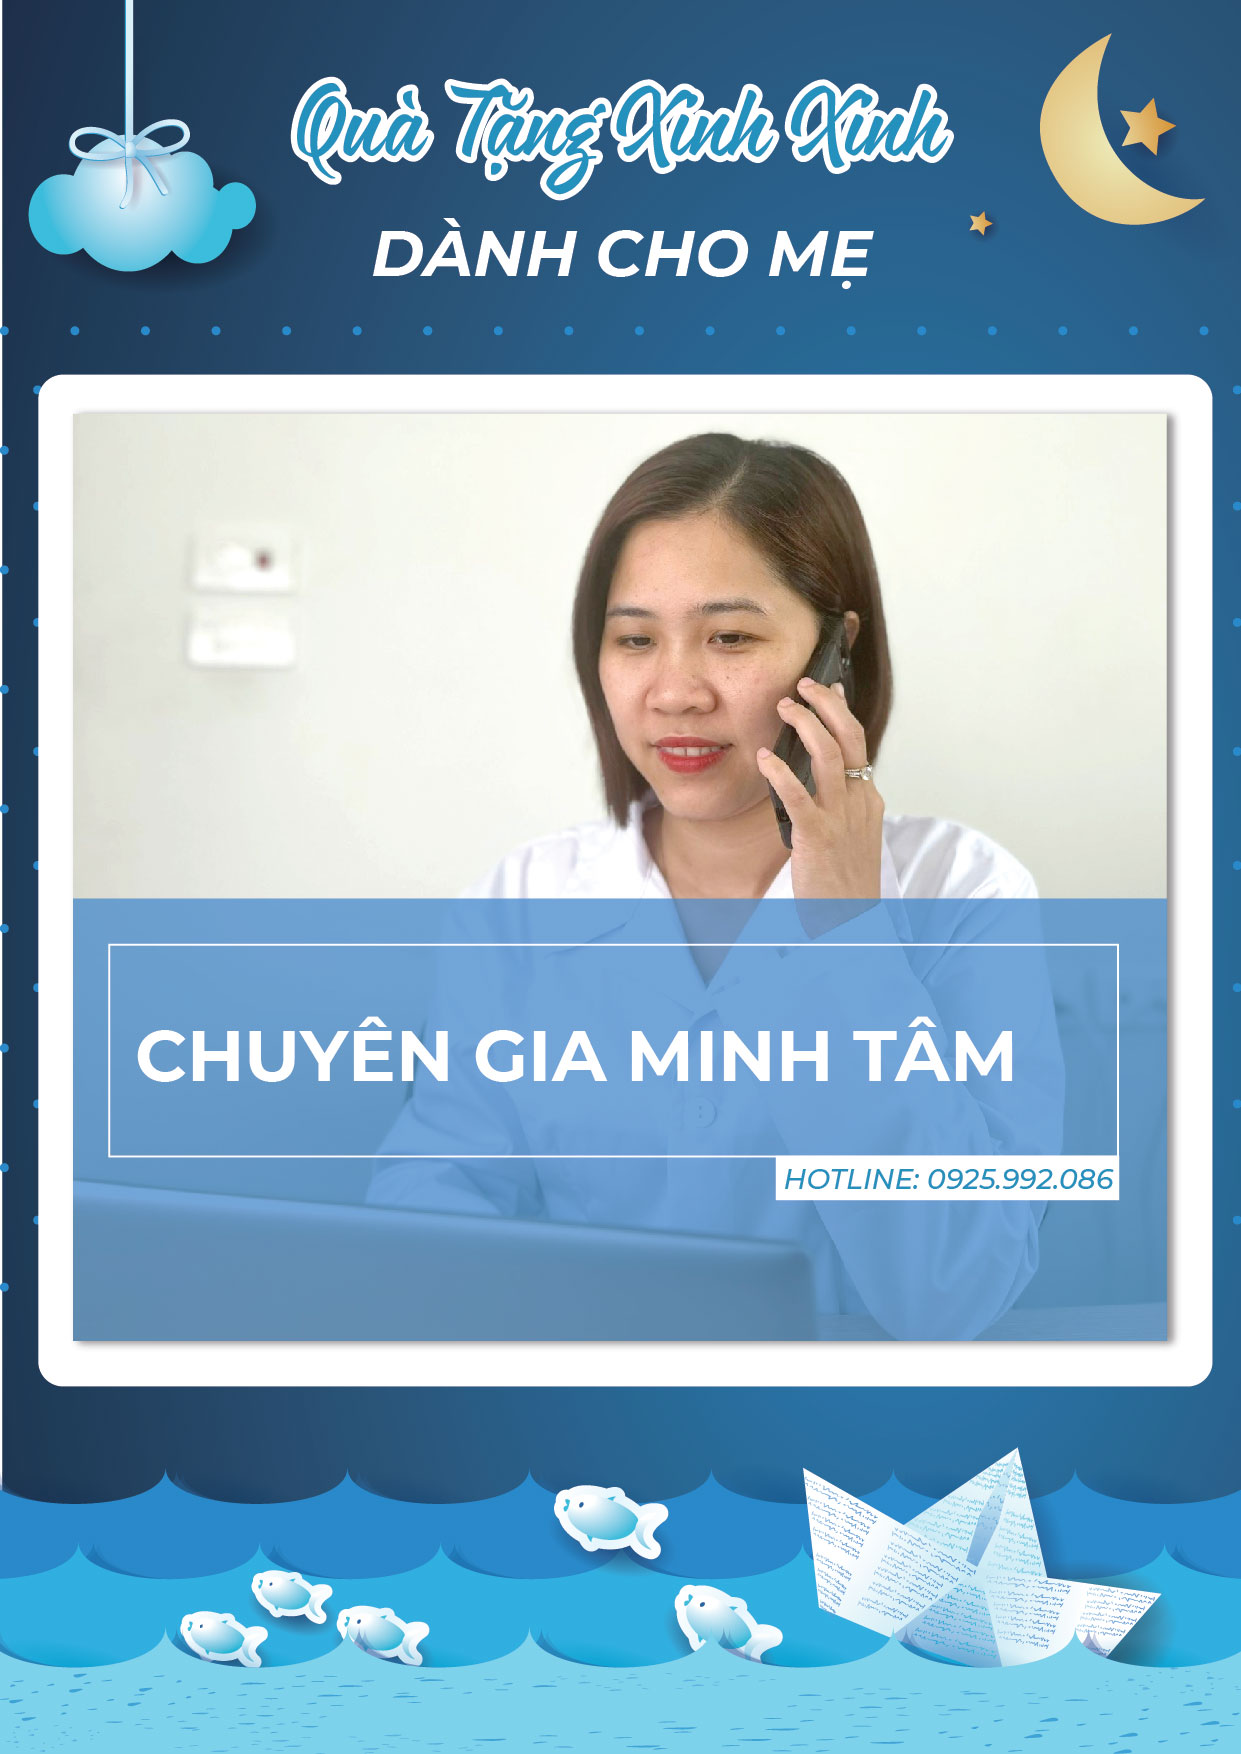 Quà Tặng Xinh Xinh
DÀNH CHO MẸ
CHUYÊN GIA MINH TÂM
HOTLINE: 0925.992.086